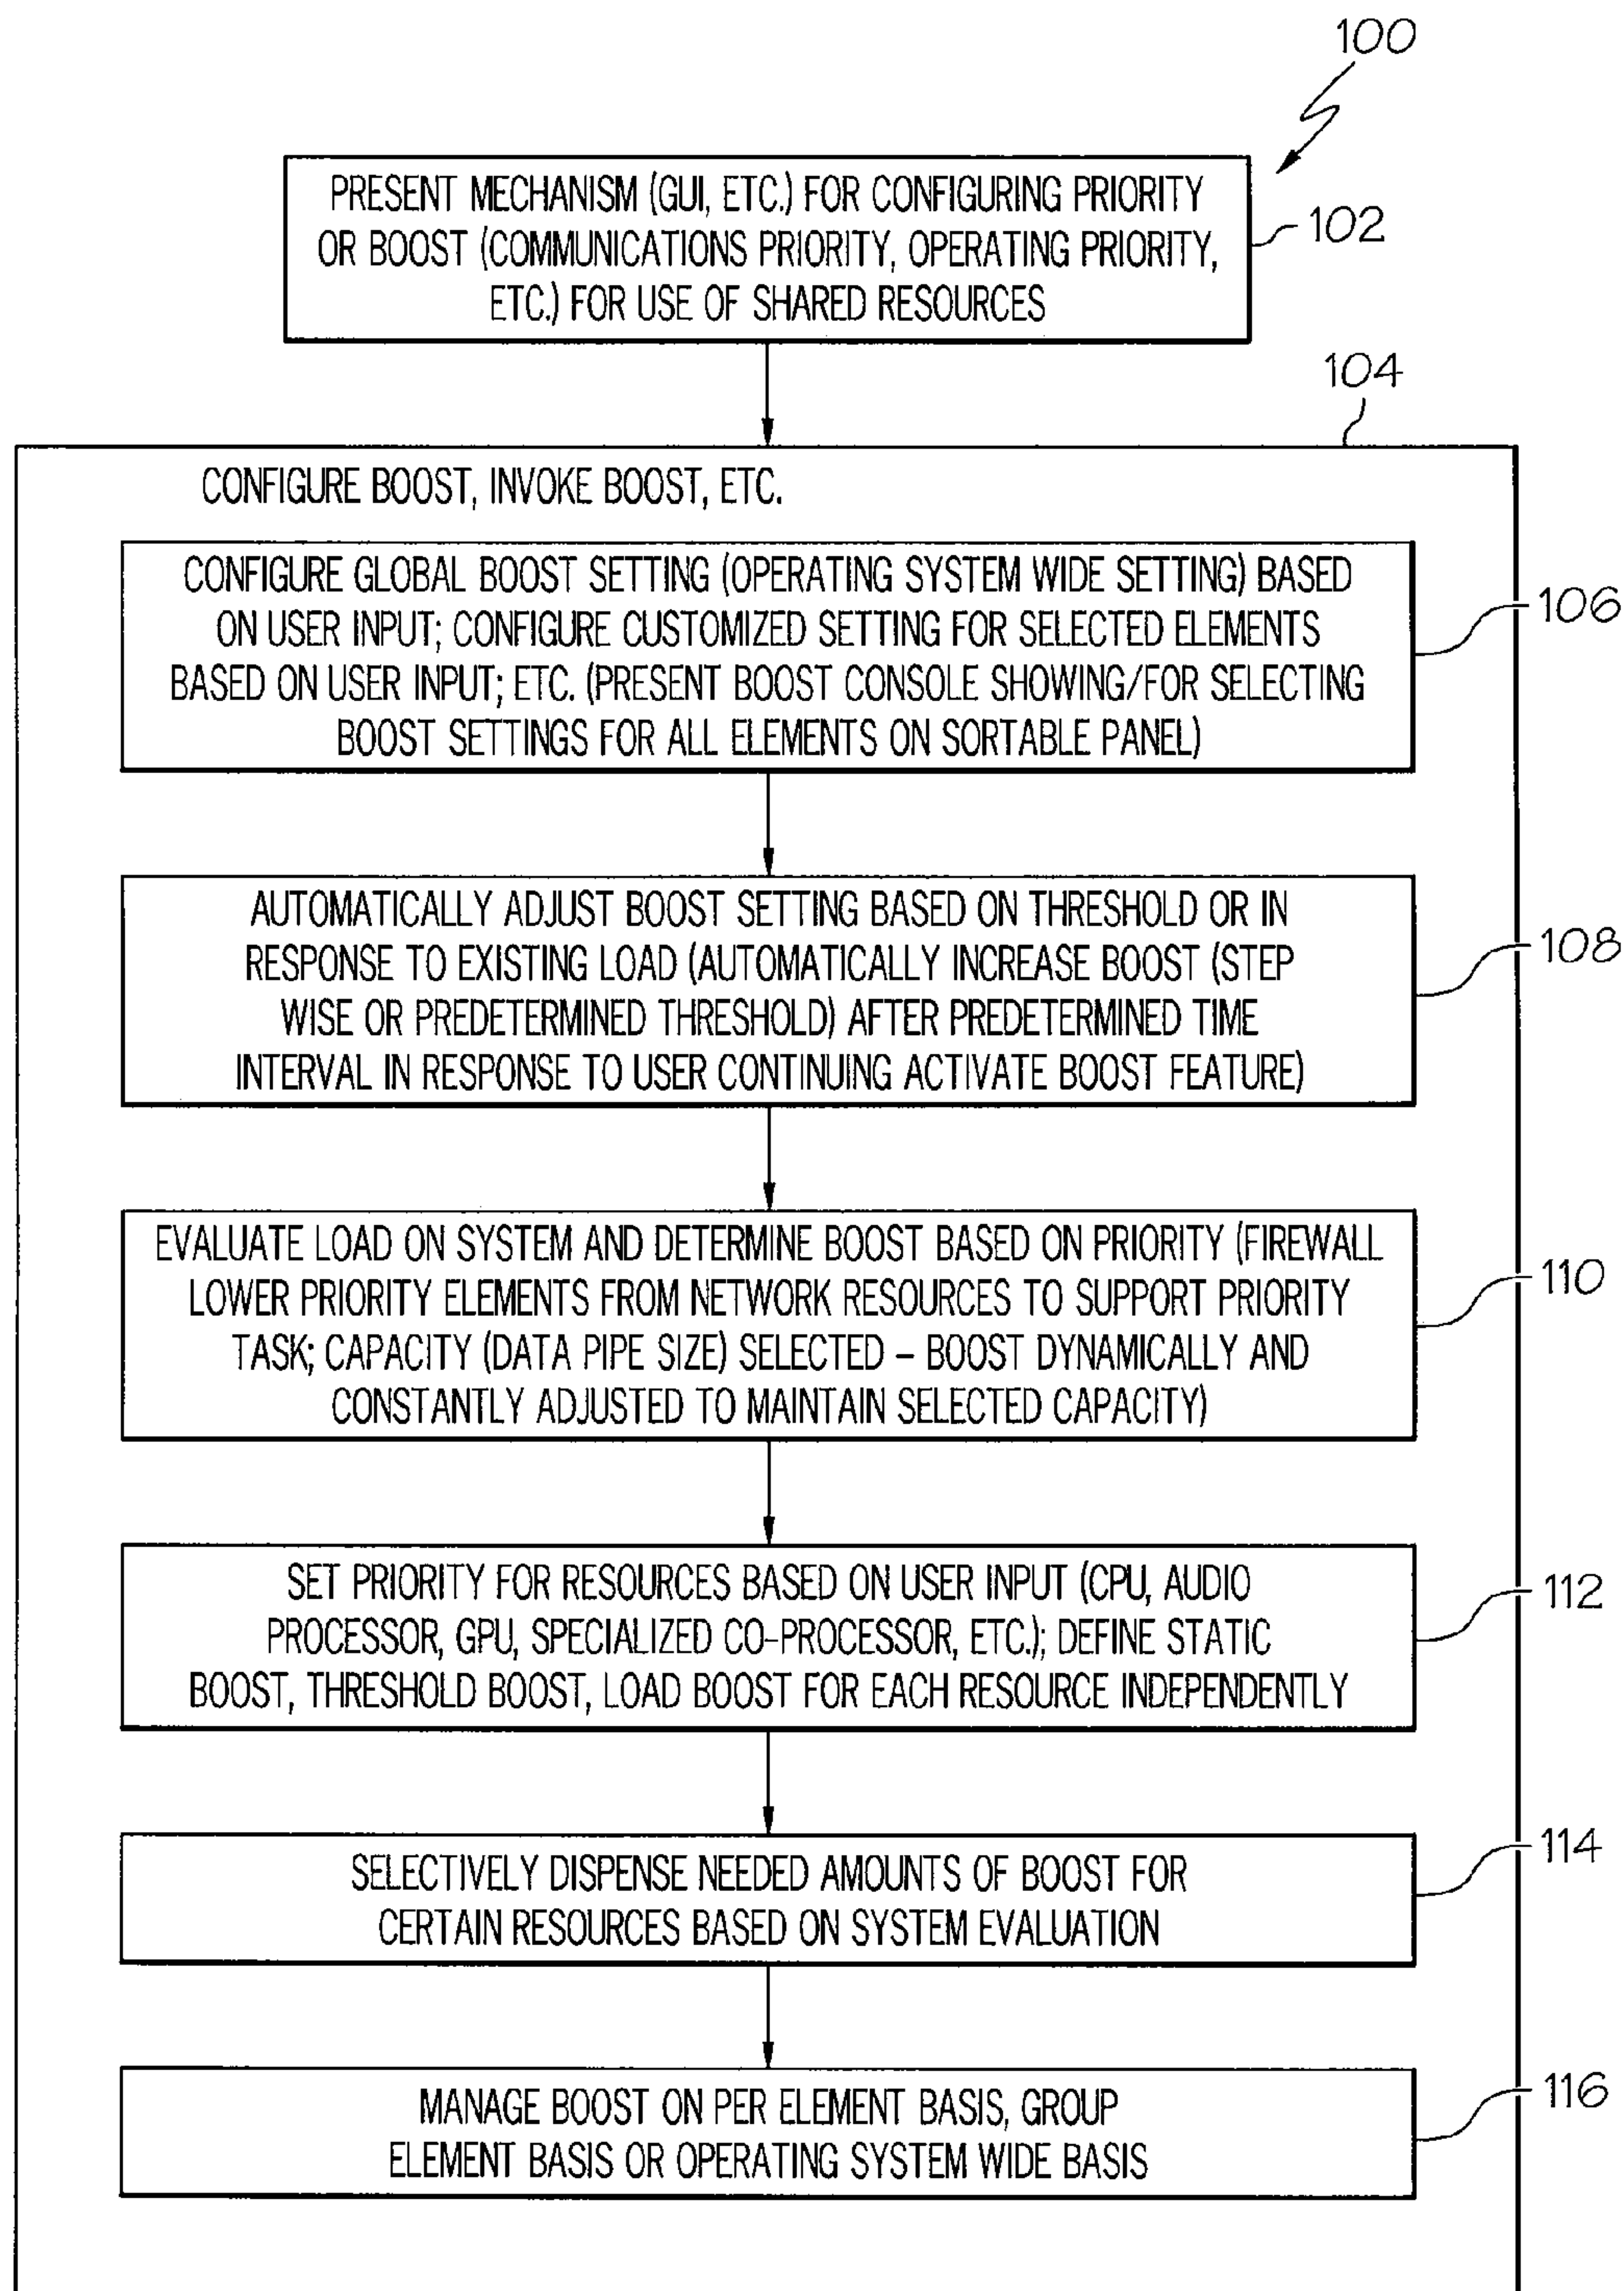 100
PRESENT MECHANISM (GUI, ETC.) FOR CONFIGURING PRIORITY
OR BOOST (COMMUNICATIONS PRIORITY, OPERATING PRIORITY,
ETC.) FOR USE OF SHARED RESOURCES
102
104
CONFIGURE BOOST, INVOKE BOOST, ETC.
CONFIGURE GLOBAL BOOST SETTING (OPERATING SYSTEM WIDE SETTING) BASED
ON USER INPUT; CONFIGURE CUSTOMIZED SETTING FOR SELECTED ELEMENTS
BASED ON USER INPUT; ETC. (PRESENT BOOST CONSOLE SHOWING/FOR SELECTING
BOOST SETTINGS FOR ALL ELEMENTS ON SORTABLE PANEL)
106
AUTOMATICALLY ADJUST BOOST SETTING BASED ON THRESHOLD OR IN
RESPONSE TO EXISTING LOAD (AUTOMATICALLY INCREASE BOOST (STEP
WISE OR PREDETERMINED THRESHOLD) AFTER PREDETERMINED TIME
INTERVAL IN RESPONSE TO USER CONTINUING ACTIVATE BOOST FEATURE)
108
EVALUATE LOAD ON SYSTEM AND DETERMINE BOOST BASED ON PRIORITY (FIREWALL
LOWER PRIORITY ELEMENTS FROM NETWORK RESOURCES TO SUPPORT PRIORITY
TASK; CAPACITY (DATA PIPE SIZE) SELECTED – BOOST DYNAMICALLY AND
CONSTANTLY ADJUSTED TO MAINTAIN SELECTED CAPACITY)
110
SET PRIORITY FOR RESOURCES BASED ON USER INPUT (CPU, AUDIO
PROCESSOR, GPU, SPECIALIZED CO-PROCESSOR, ETC.); DEFINE STATIC
BOOST, THRESHOLD BOOST, LOAD BOOST FOR EACH RESOURCE INDEPENDENTLY
112
SELECTIVELY DISPENSE NEEDED AMOUNTS OF BOOST FOR
CERTAIN RESOURCES BASED ON SYSTEM EVALUATION
114
MANAGE BOOST ON PER ELEMENT BASIS, GROUP
ELEMENT BASIS OR OPERATING SYSTEM WIDE BASIS
116